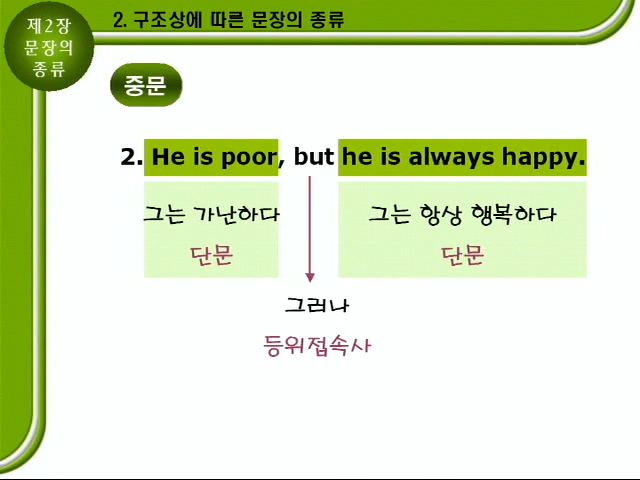 제2장
문장의
종류
2. 구조상에 따른 문장의 종류
중문
2. He is poor, but he is always happy.
그는 가난하다 그는 항상 행복하다
단문 단문
그러나
등위접속사